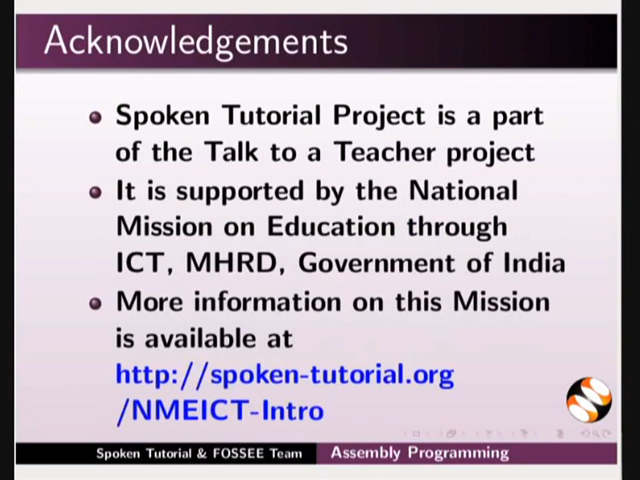 Acknowledgements
Spoken Tutorial Project is a part
of the Talk to a Teacher project
It is supported by the National
Mission on Education through
ICT, MHRD, Government of India
More information on this Mission
is available at
http://spoken-tutorial.org
/NMEICT-Intro
Spoken Tutorial & FOSSEE Team
Assembly Programming